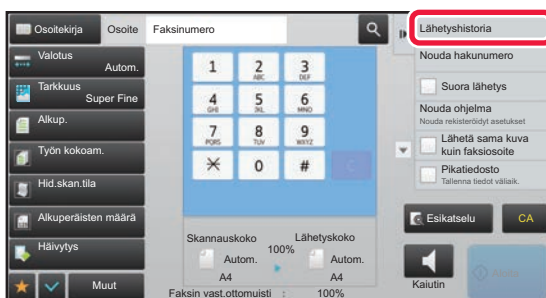 Osoitekirja
Osoite
Faksinumero
Lähetyshistoria
Valotus
Autom.
Tarkkuus
Super Fine
Alkup.
Työn kokoam.
Hid.skan.tila
Alkuperäisten määrä
Häivytys
Muut
1
2
ABC
3
DEF
4
GHI
5
JKL
6
MNO
7
PQRS
8
TUV
9
WXYZ
0
#
C
Skannauskoko
Lähetyskoko
100%
Autom.
Autom.
A4
A4
Faksin vast.ottomuisti : 100%
Nouda hakunumero
Suora lähetys
Nouda ohjelma
Nouda rekisteröidyt asetukset
Lähetä sama kuva
kuin faksiosoite
Pikatiedosto
Tallenna tiedot väliaik.
Esikatselu
CA
Kaiutin
Aloita